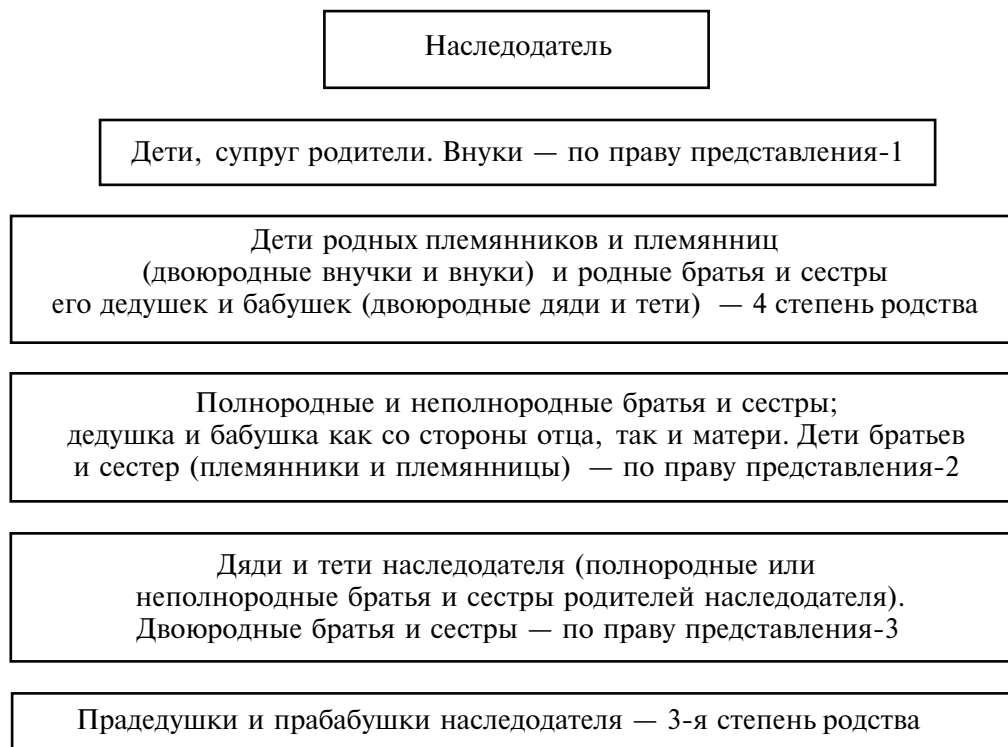 Наследодатель
Дети, супруг родители. Внуки — по праву представления-1
Дети родных племянников и племянниц
(двоюродные внучки и внуки) и родные братья и сестры
его дедушек и бабушек (двоюродные дяди и тети) — 4 степень родства
Полнородные и неполнородные братья и сестры;
дедушка и бабушка как со стороны отца, так и матери. Дети братьев
и сестер (племянники и племянницы) — по праву представления-2
Дяди и тети наследодателя (полнородные или
неполнородные братья и сестры родителей наследодателя).
Двоюродные братья и сестры — по праву представления-3
Прадедушки и прабабушки наследодателя — 3-я степень родства